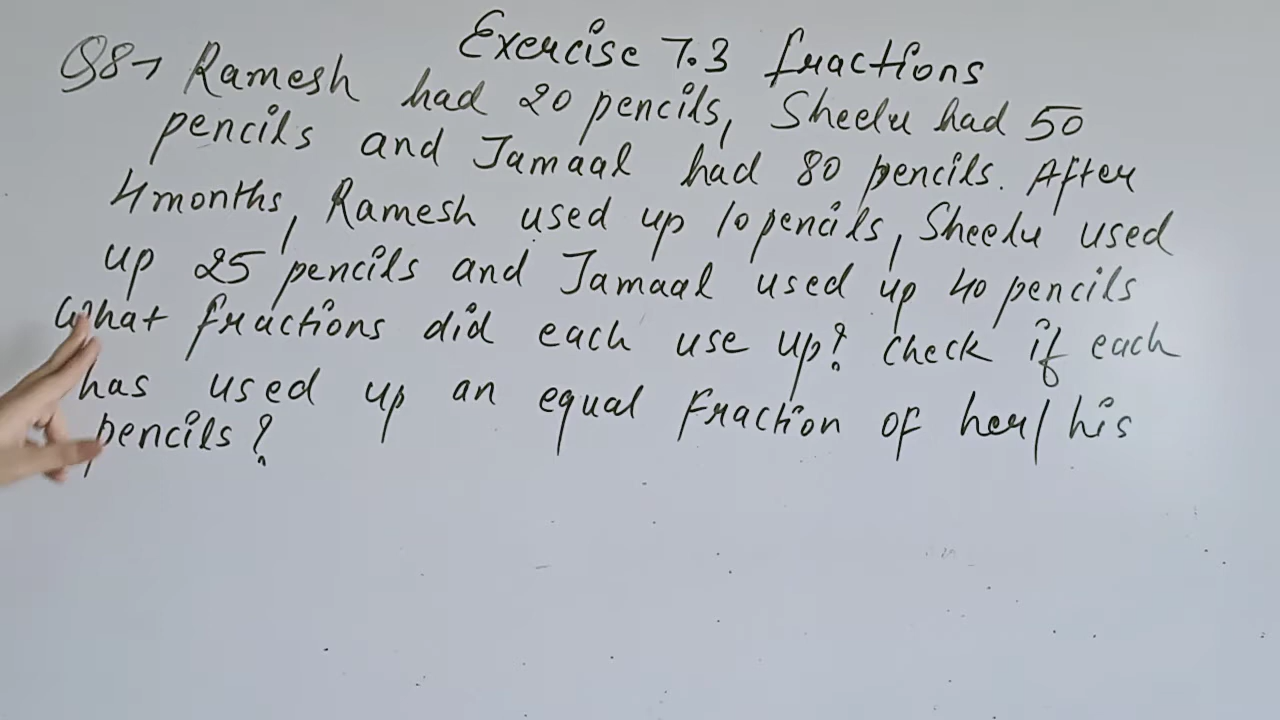 Exercise 7.3 fractions
Q8→ Ramesh had 20 pencils, Sheelu had 50
pencils and Jamaal had 80 pencils. After
4 months, Ramesh used up 10 pencils, Sheelu used
up 25 pencils and Jamaal used up 40 pencils
What fractions did each use up? Check if each
has used up an equal fraction of her/his
pencils?